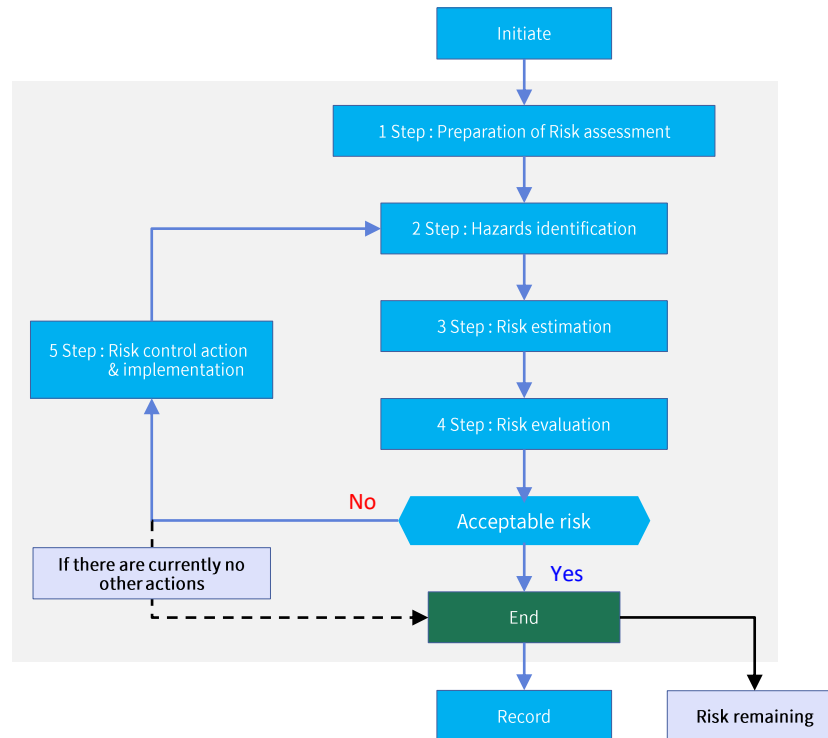 Initiate
1 Step : Preparation of Risk assessment
2 Step : Hazards identification
3 Step : Risk estimation
5 Step : Risk control action
& implementation
4 Step : Risk evaluation
No
Acceptable risk
If there are currently no
other actions
Yes
End
Record
Risk remaining